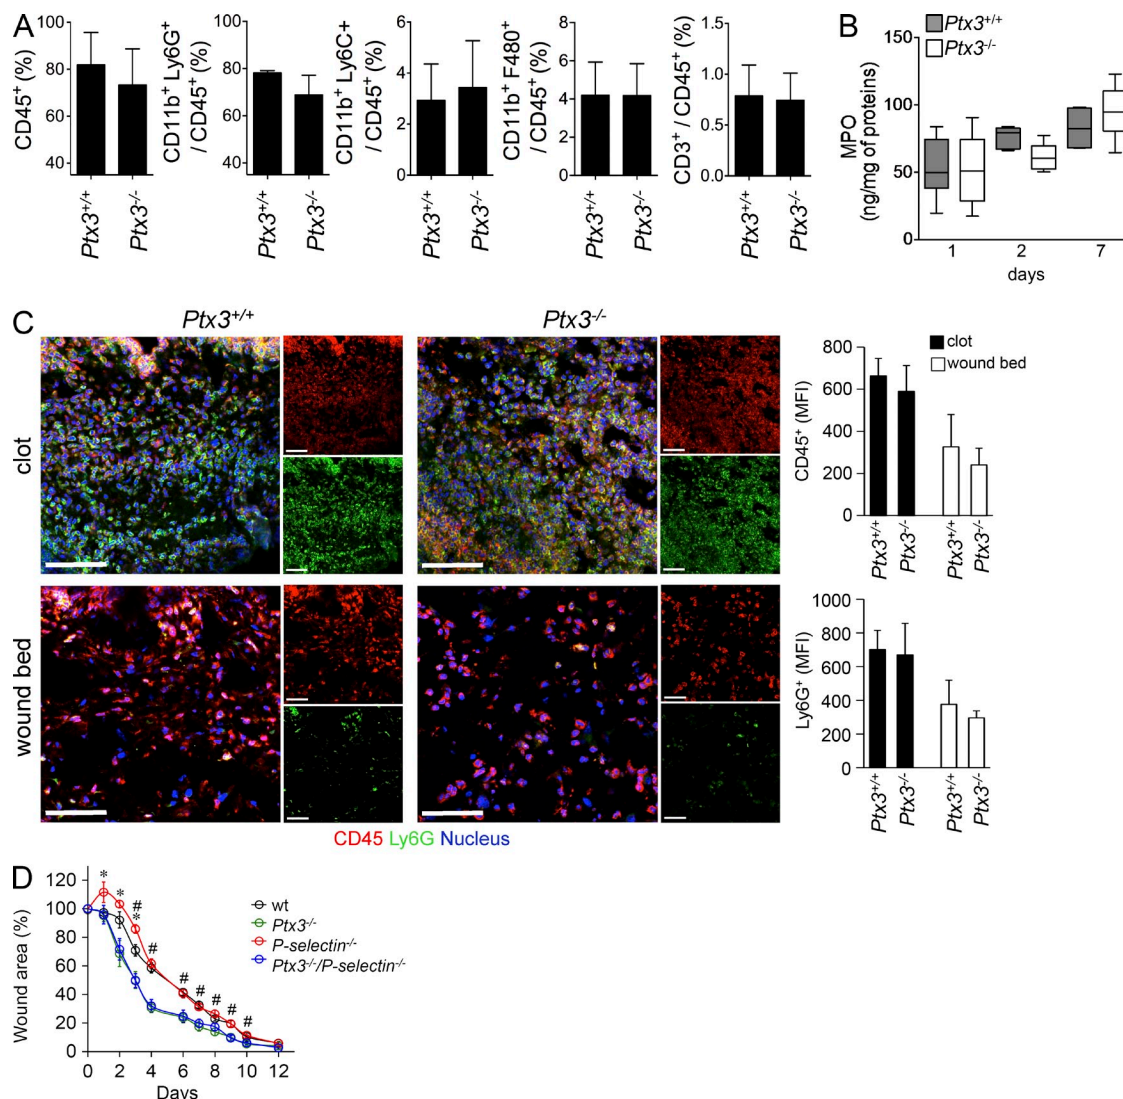 A
CD45+ (%)
100
80
60
40
Ptx3+/+
Ptx3-/-
CD11b+ Ly6G+
/ CD45+ (%)
100
80
60
40
Ptx3+/+
Ptx3-/-
CD11b+ Ly6C+
/ CD45+ (%)
6
4
2
0
Ptx3+/+
Ptx3-/-
CD11b+ F480+
/ CD45+ (%)
8
6
4
2
0
Ptx3+/+
Ptx3-/-
CD3+ / CD45+ (%)
1.5
1.0
0.5
0.0
Ptx3+/+
Ptx3-/-
B
Ptx3+/+
Ptx3-/-
MPO
(ng/mg of proteins)
150
100
50
0
1 2 7
days
C
Ptx3+/+
Ptx3-/-
clot
wound bed
CD45 Ly6G Nucleus
clot
wound bed
CD45+ (MFI)
800
600
400
200
0
Ptx3+/+
Ptx3-/-
Ptx3+/+
Ptx3-/-
Ly6G+ (MFI)
1000
800
600
400
200
0
Ptx3+/+
Ptx3-/-
Ptx3+/+
Ptx3-/-
D
Wound area (%)
120
100
80
60
40
20
0
* * # * # # # # # #
wt
Ptx3-/-
P-selectin-/-
Ptx3-/-/P-selectin-/-
0 2 4 6 8 10 12
Days